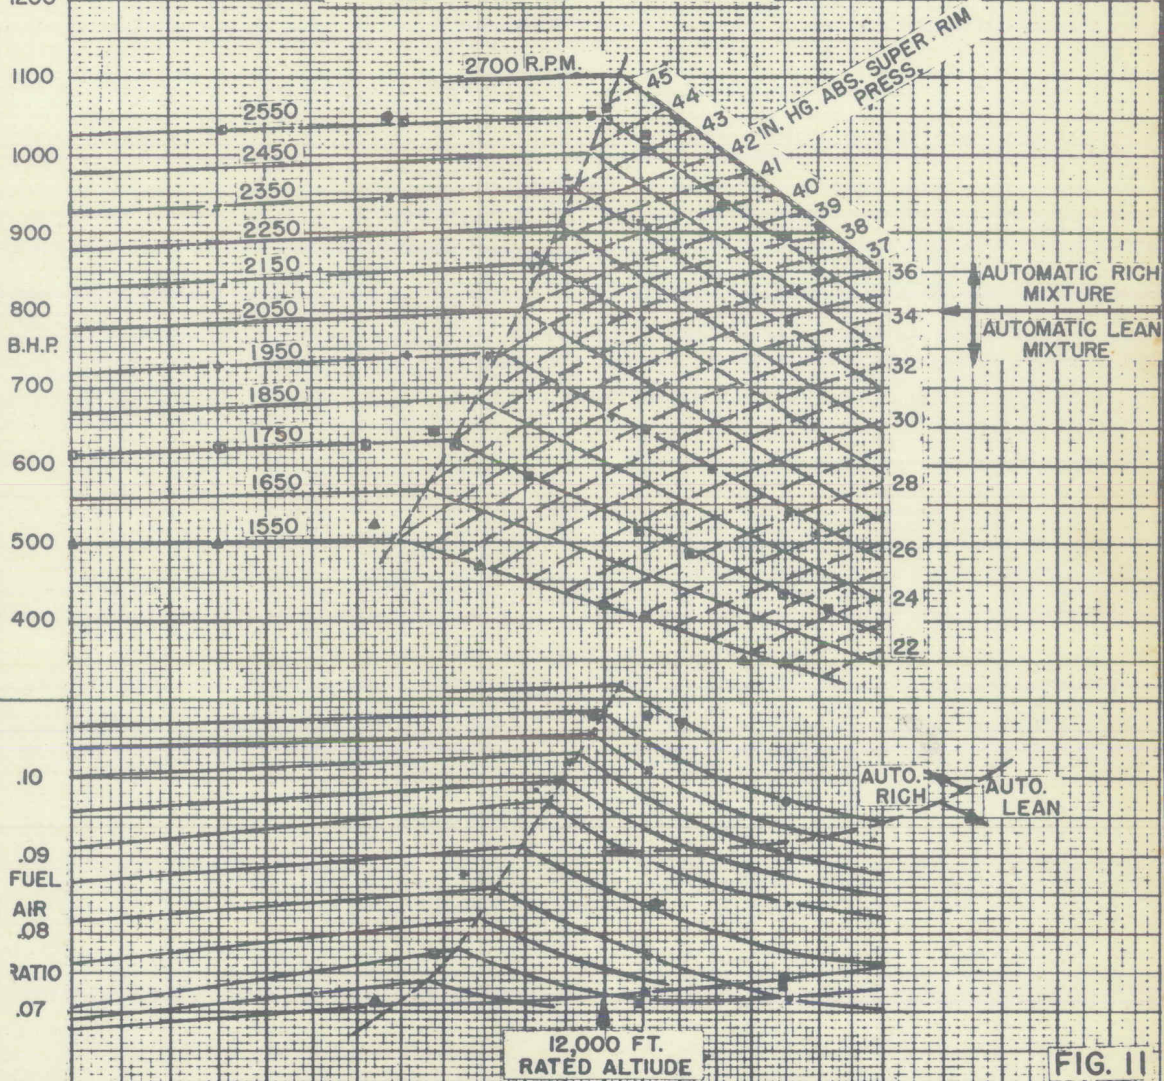 1200
1100
1000
900
800
B.H.P.
700
600
500
400
2700 R.P.M.
2550
2450
2350
2250
2150
2050
1950
1850
1750
1650
1550
45
44
43
42 IN. HG. ABS. SUPER. RIM
PRESS.
41
40
39
38
37
36
34
32
30
28
26
24
22
AUTOMATIC RICH
MIXTURE
AUTOMATIC LEAN
MIXTURE
.10
.09
FUEL
AIR
.08
RATIO
.07
AUTO.
RICH
AUTO.
LEAN
12,000 FT.
RATED ALTIUDE
FIG. 11